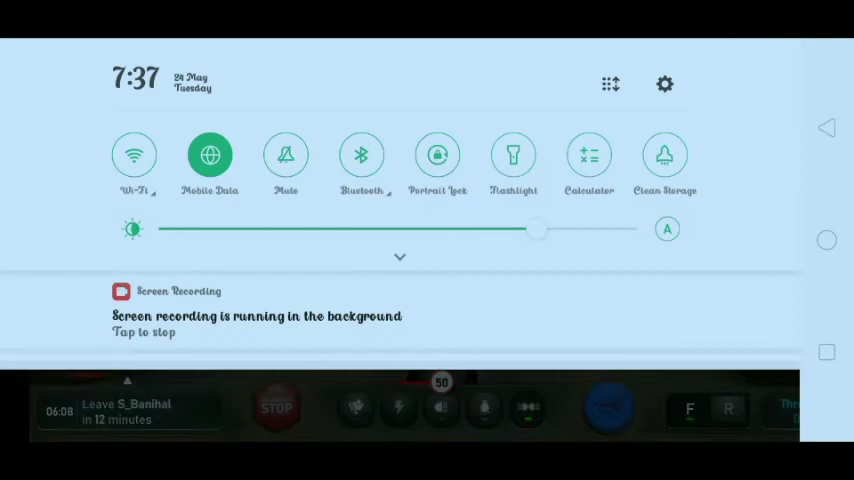 7:37
24 May
Tuesday
Wi-Fi
Mobile Data
Mute
Bluetooth
Portrait Lock
Flashlight
Calculator
Clean Storage
A
Screen Recording
Screen recording is running in the background
Tap to stop
50
06:08
Leave S_Banihal
in 12 minutes
STOP
F
R